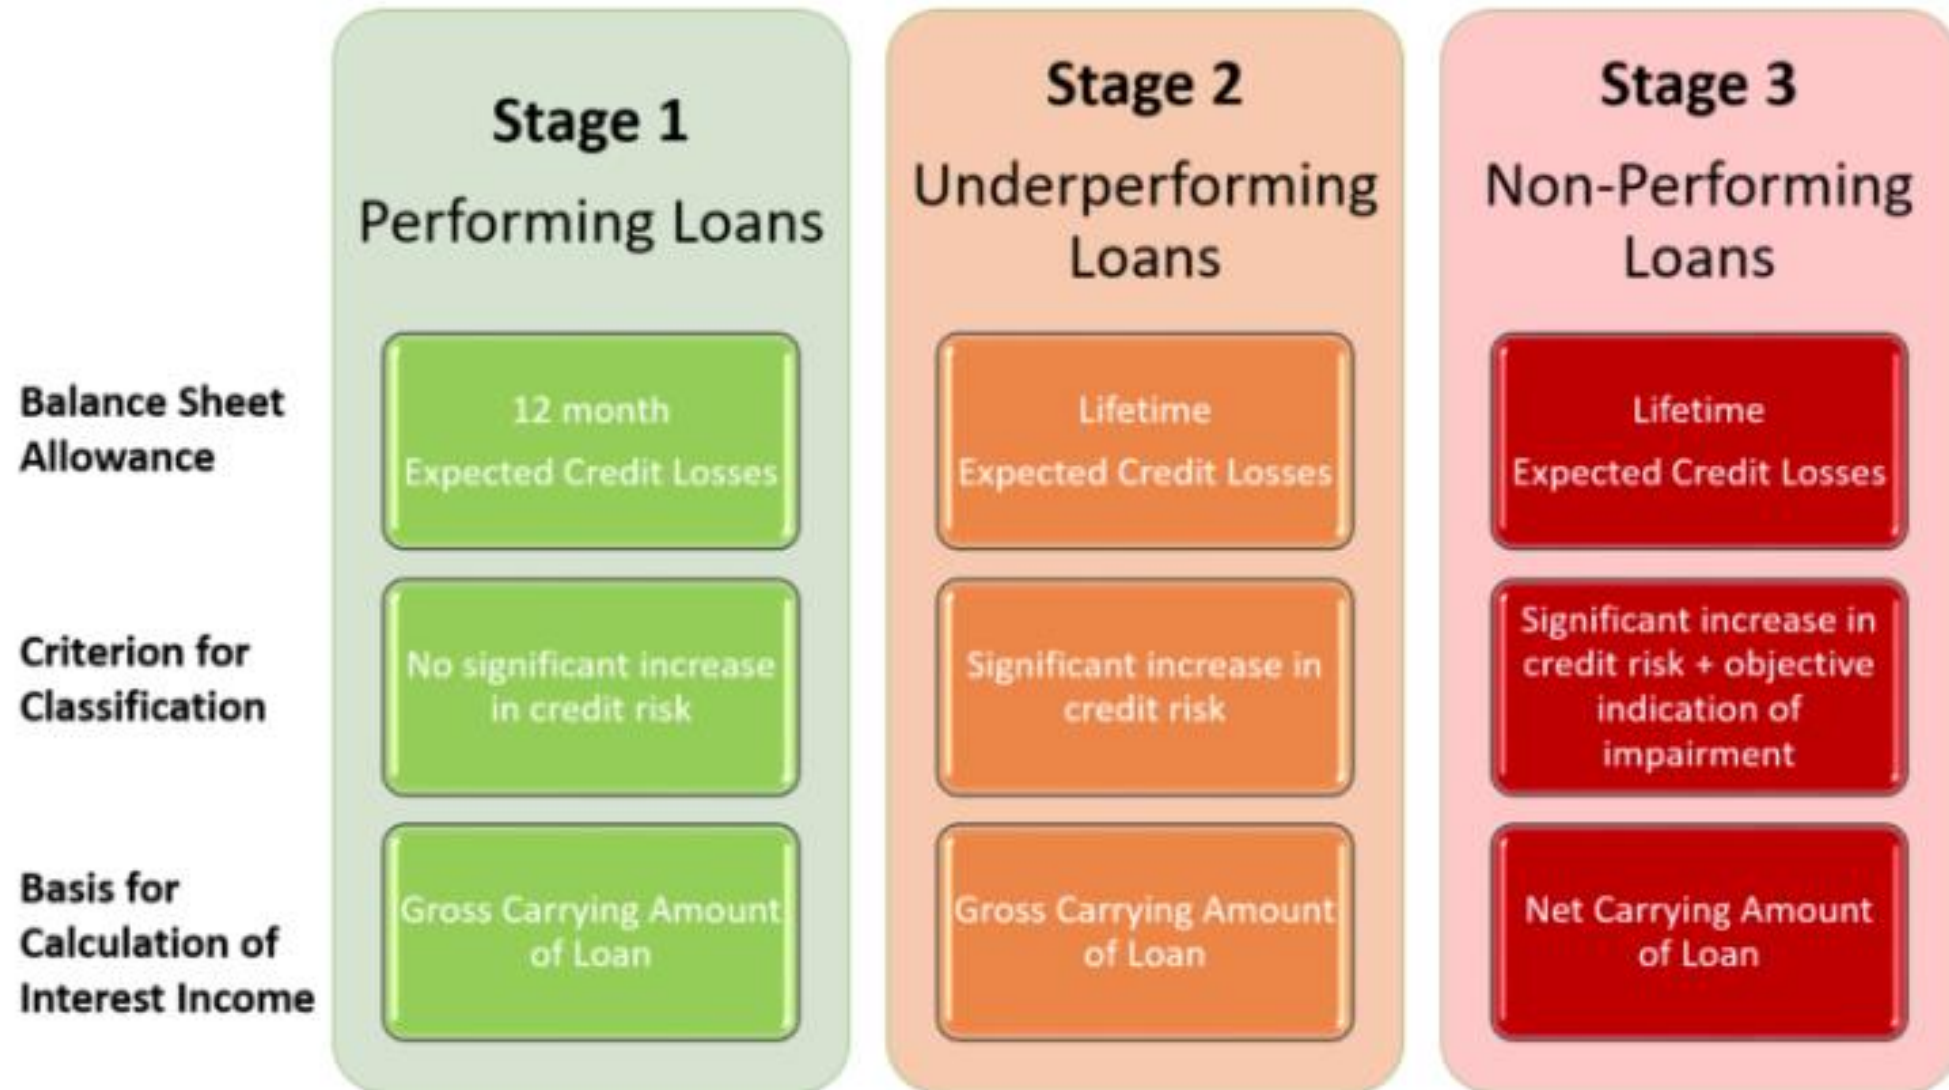 Stage 1
Performing Loans
Stage 2
Underperforming
Loans
Stage 3
Non-Performing
Loans
Balance Sheet
Allowance
12 month
Expected Credit Losses
Lifetime
Expected Credit Losses
Lifetime
Expected Credit Losses
Criterion for
Classification
No significant increase
in credit risk
Significant increase in
credit risk
Significant increase in
credit risk + objective
indication of
impairment
Basis for
Calculation of
Interest Income
Gross Carrying Amount
of Loan
Gross Carrying Amount
of Loan
Net Carrying Amount
of Loan